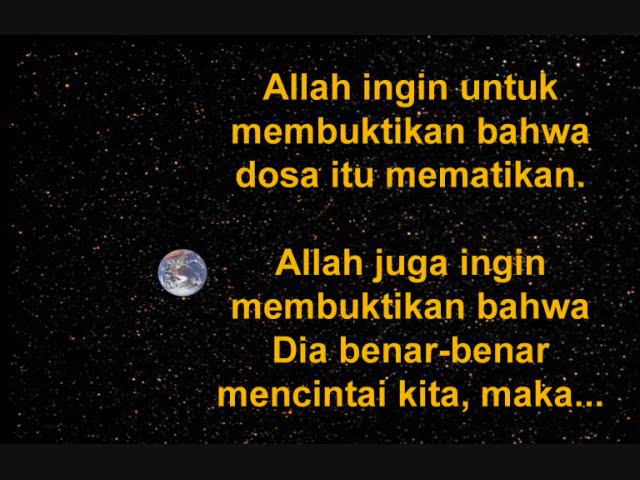 Allah ingin untuk
membuktikan bahwa
dosa itu mematikan.
Allah juga ingin
membuktikan bahwa
Dia benar-benar
mencintai kita, maka...